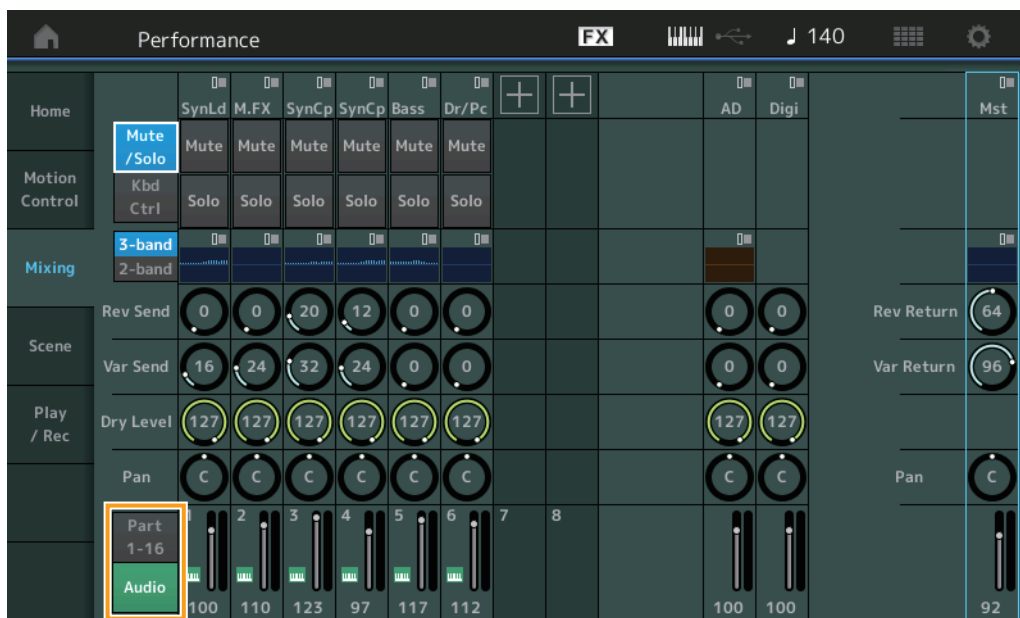 Performance FX 140
SynLd M.FX SynCp SynCp Bass Dr/Pc AD Digi Mst
Home
Mute /Solo
Mute Mute Mute Mute Mute Mute
Motion Control
Kbd Ctrl
Solo Solo Solo Solo Solo Solo
3-band
2-band
Mixing
Rev Send 0 0 20 12 0 0 0 0 Rev Return 64
Scene
Var Send 16 24 32 24 0 0 0 0 Var Return 96
Play / Rec
Dry Level 127 127 127 127 127 127 127 127
Pan C C C C C C C C Pan C
Part 1-16
1 2 3 4 5 6 7 8
Audio
100 110 123 97 117 112 100 100 92